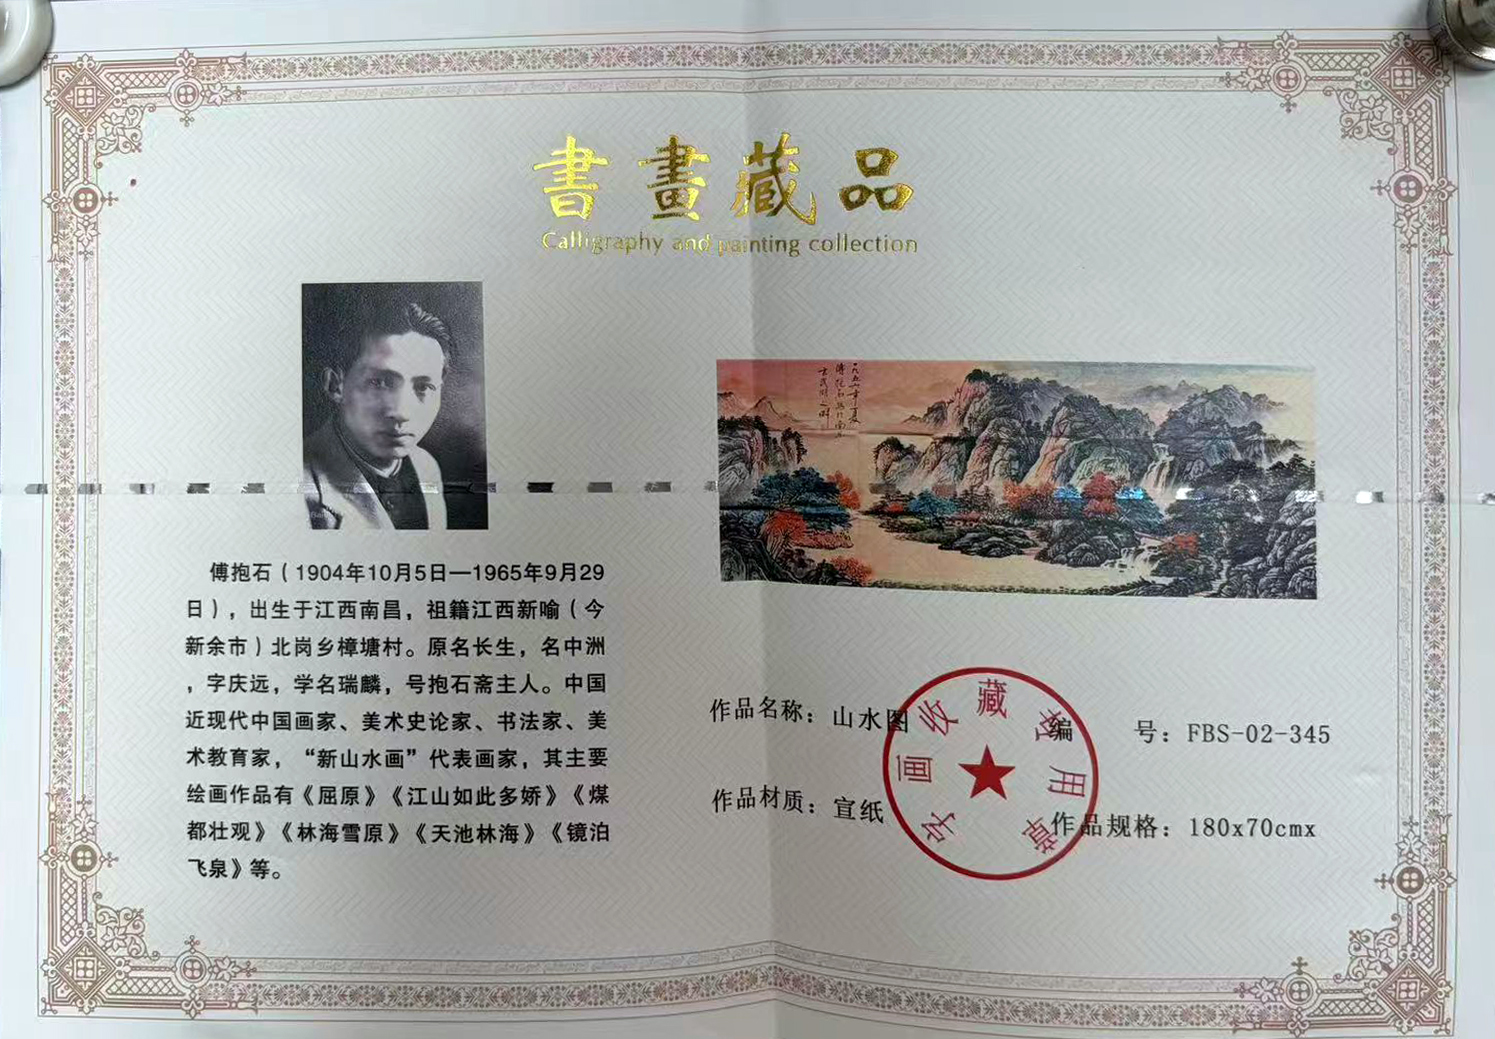 書畫藏品
Calligraphy and painting collection
傅抱石（1904年10月5日—1965年9月29
日），出生于江西南昌，祖籍江西新喻（今
新余市）北岗乡樟塘村。原名长生，名中洲
，字庆远，学名瑞麟，号抱石斋主人。中国
近现代中国画家、美术史论家、书法家、美
术教育家，“新山水画”代表画家，其主要
绘画作品有《屈原》《江山如此多娇》《煤
都壮观》《林海雪原》《天池林海》《镜泊
飞泉》等。
作品名称：山水图
编 号：FBS-02-345
作品材质：宣纸
作品规格：180x70cmx
字画收藏专用章